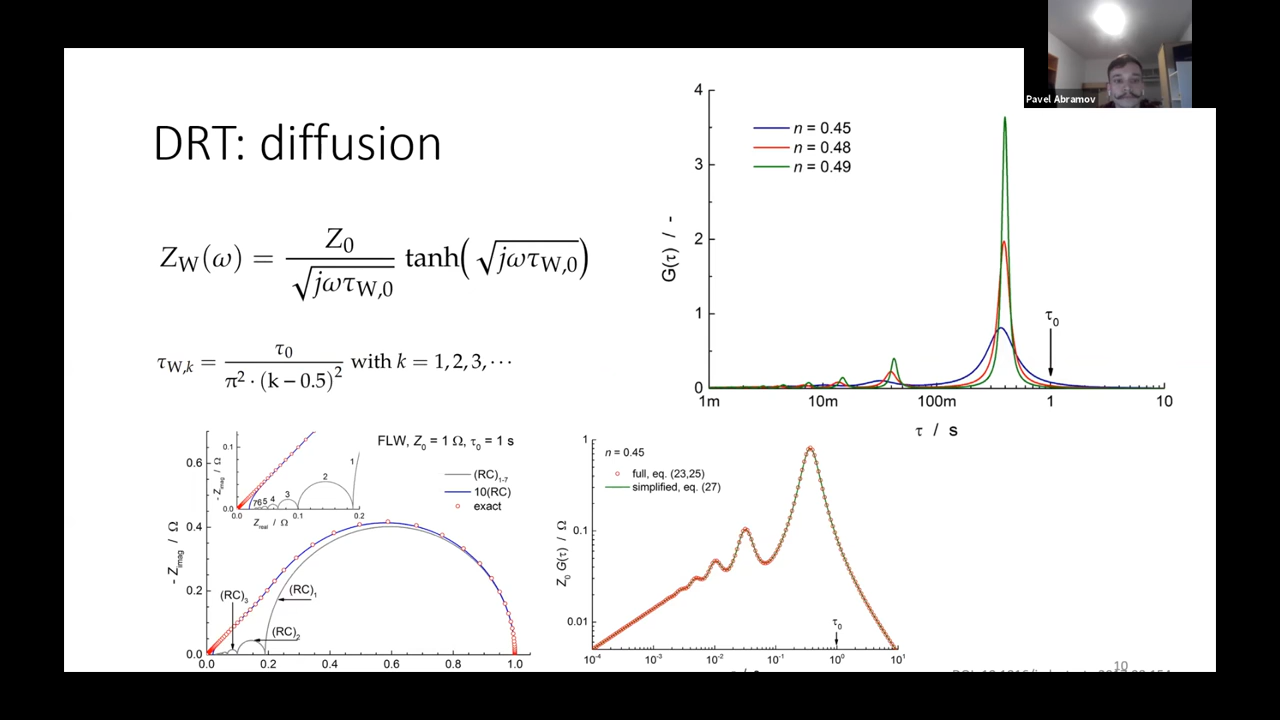 Pavel Abramov
DRT: diffusion
Z_W(ω) = Z_0 / √(jωτ_W,0) tanh(√(jωτ_W,0))
τ_W,k = τ_0 / (π² · (k − 0.5)²) with k = 1, 2, 3, ···
4
3
2
1
0
G(τ) / -
n = 0.45
n = 0.48
n = 0.49
τ_0
1m 10m 100m 1 10
τ / s
FLW, Z_0 = 1 Ω, τ_0 = 1 s
(RC)_1-7
10(RC)
exact
0.1
0.0
- Z_imag / Ω
7 6 5 4 3 2 1
0.0 0.1 0.2
Z_real / Ω
0.6
0.4
0.2
0.0
- Z_imag / Ω
(RC)_3
(RC)_1
(RC)_2
0.0 0.2 0.4 0.6 0.8 1.0
n = 0.45
full, eq. (23,25)
simplified, eq. (27)
1
0.1
0.01
Z_0 G(τ) / Ω
τ_0
10^-4 10^-3 10^-2 10^-1 10^0 10^1
10